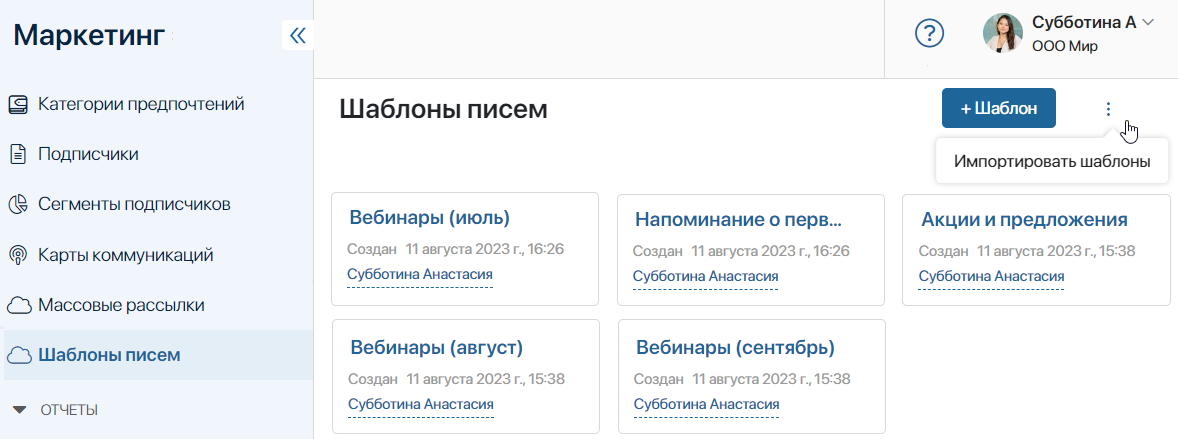 Маркетинг
Субботина А
ООО Мир
Категории предпочтений
Подписчики
Сегменты подписчиков
Карты коммуникаций
Массовые рассылки
Шаблоны писем
ОТЧЕТЫ
Шаблоны писем
+ Шаблон
Импортировать шаблоны
Вебинары (июль)
Создан 11 августа 2023 г., 16:26
Субботина Анастасия
Напоминание о перв...
Создан 11 августа 2023 г., 16:26
Субботина Анастасия
Акции и предложения
Создан 11 августа 2023 г., 15:38
Субботина Анастасия
Вебинары (август)
Создан 11 августа 2023 г., 15:38
Субботина Анастасия
Вебинары (сентябрь)
Создан 11 августа 2023 г., 15:38
Субботина Анастасия